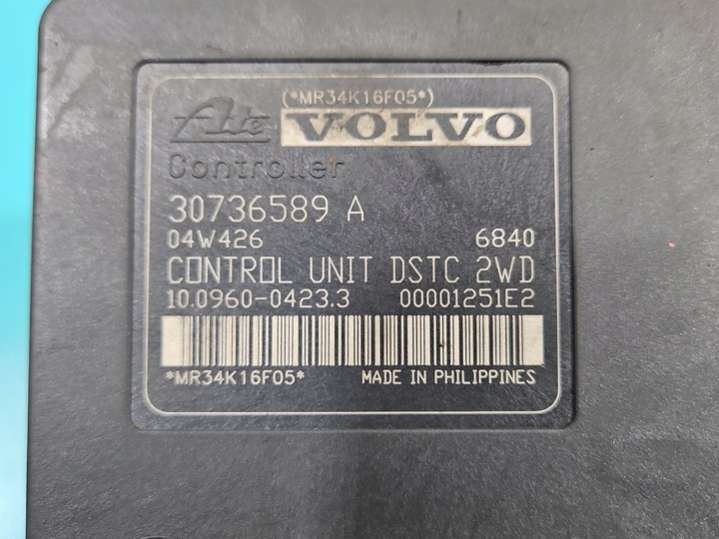 (*MR34K16F05*)
Ate VOLVO
Controller
30736589 A
04W426 6840
CONTROL UNIT DSTC 2WD
10.0960-0423.3 00001251E2
*MR34K16F05* MADE IN PHILIPPINES